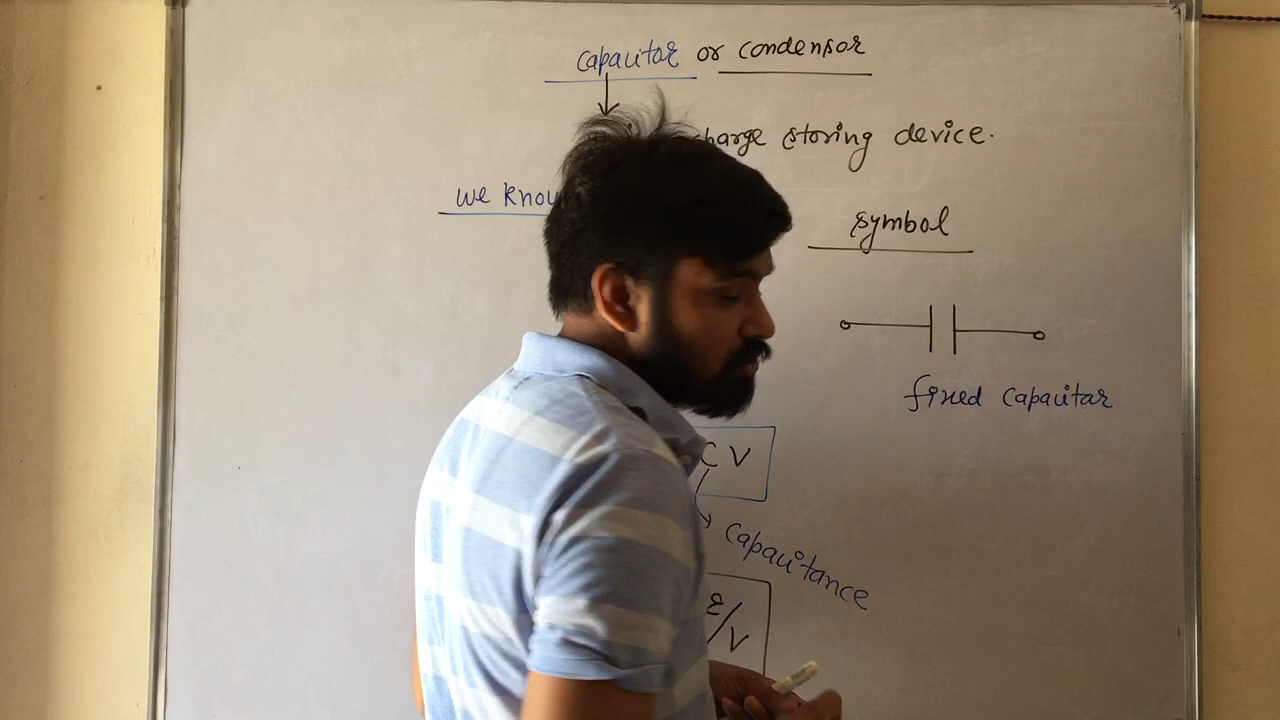 capacitor or condensor
charge storing device.
we know
symbol
fixed capacitor
C V
capacitance
/V